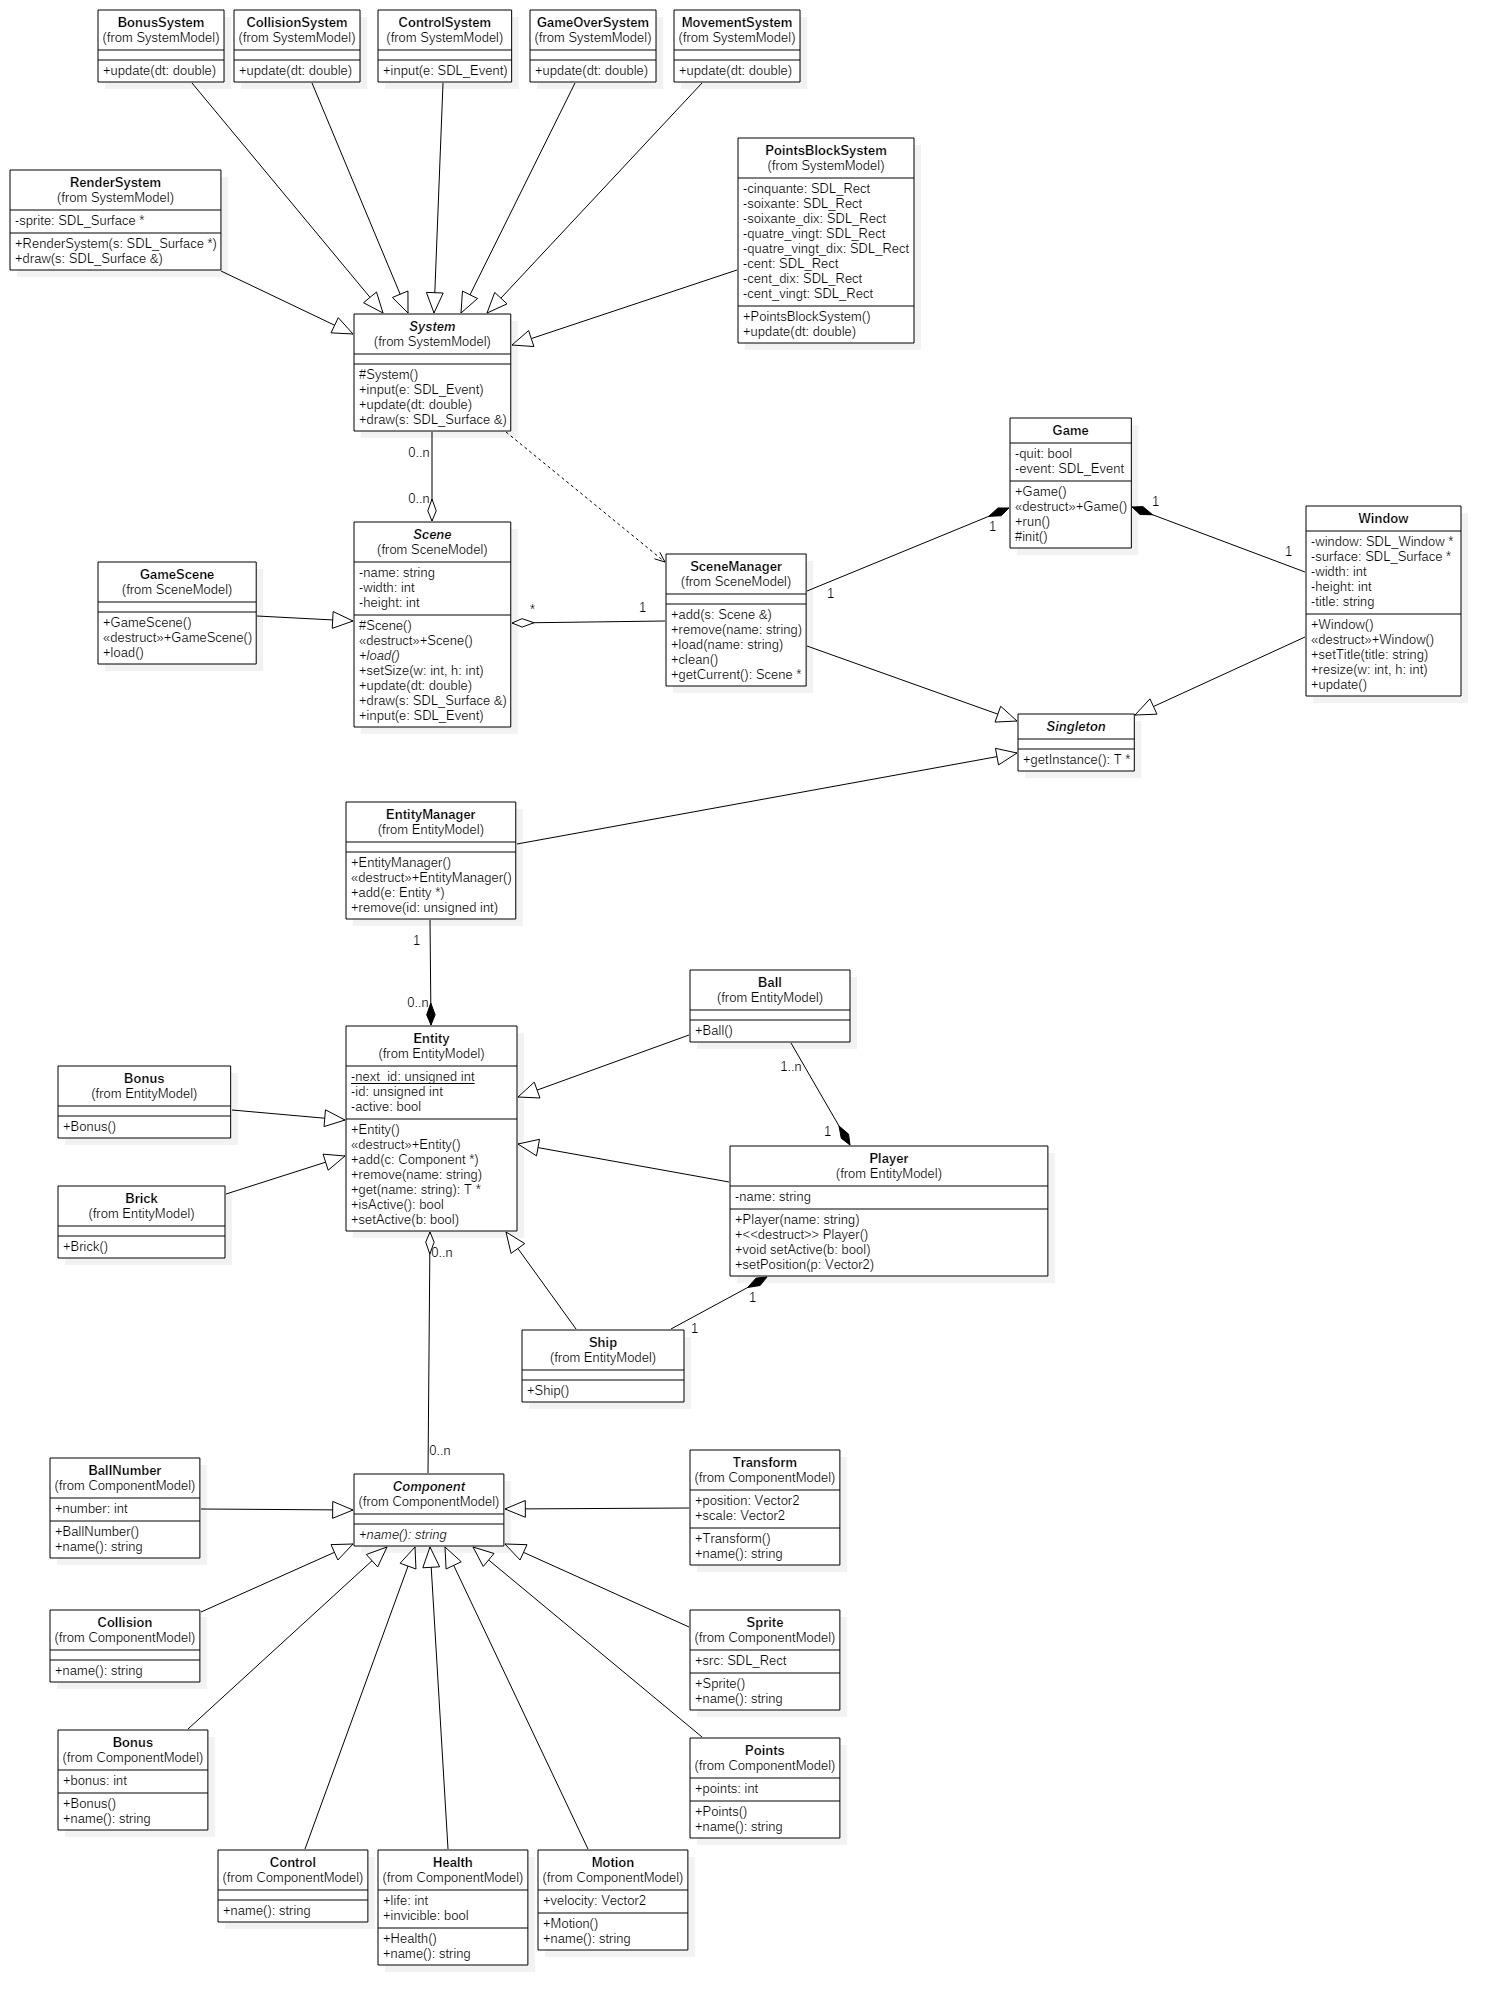 BonusSystem
(from SystemModel)
+update(dt: double)
CollisionSystem
(from SystemModel)
+update(dt: double)
ControlSystem
(from SystemModel)
+input(e: SDL_Event)
GameOverSystem
(from SystemModel)
+update(dt: double)
MovementSystem
(from SystemModel)
+update(dt: double)
RenderSystem
(from SystemModel)
-sprite: SDL_Surface *
+RenderSystem(s: SDL_Surface *)
+draw(s: SDL_Surface &)
PointsBlockSystem
(from SystemModel)
-cinquante: SDL_Rect
-soixante: SDL_Rect
-soixante_dix: SDL_Rect
-quatre_vingt: SDL_Rect
-quatre_vingt_dix: SDL_Rect
-cent: SDL_Rect
-cent_dix: SDL_Rect
-cent_vingt: SDL_Rect
+PointsBlockSystem()
+update(dt: double)
System
(from SystemModel)
#System()
+input(e: SDL_Event)
+update(dt: double)
+draw(s: SDL_Surface &)
0..n
0..n
Scene
(from SceneModel)
-name: string
-width: int
-height: int
#Scene()
«destruct»+Scene()
+load()
+setSize(w: int, h: int)
+update(dt: double)
+draw(s: SDL_Surface &)
+input(e: SDL_Event)
GameScene
(from SceneModel)
+GameScene()
«destruct»+GameScene()
+load()
*
1
SceneManager
(from SceneModel)
+add(s: Scene &)
+remove(name: string)
+load(name: string)
+clean()
+getCurrent(): Scene *
1
1
Game
-quit: bool
-event: SDL_Event
+Game()
«destruct»+Game()
+run()
#init()
1
1
Window
-window: SDL_Window *
-surface: SDL_Surface *
-width: int
-height: int
-title: string
+Window()
«destruct»+Window()
+setTitle(title: string)
+resize(w: int, h: int)
+update()
Singleton
+getInstance(): T *
EntityManager
(from EntityModel)
+EntityManager()
«destruct»+EntityManager()
+add(e: Entity *)
+remove(id: unsigned int)
1
0..n
Entity
(from EntityModel)
-next_id: unsigned int
-id: unsigned int
-active: bool
+Entity()
«destruct»+Entity()
+add(c: Component *)
+remove(name: string)
+get(name: string): T *
+isActive(): bool
+setActive(b: bool)
Ball
(from EntityModel)
+Ball()
Bonus
(from EntityModel)
+Bonus()
Brick
(from EntityModel)
+Brick()
1..n
1
Player
(from EntityModel)
-name: string
+Player(name: string)
+<<destruct>> Player()
+void setActive(b: bool)
+setPosition(p: Vector2)
1
1
Ship
(from EntityModel)
+Ship()
0..n
0..n
BallNumber
(from ComponentModel)
+number: int
+BallNumber()
+name(): string
Component
(from ComponentModel)
+name(): string
Transform
(from ComponentModel)
+position: Vector2
+scale: Vector2
+Transform()
+name(): string
Collision
(from ComponentModel)
+name(): string
Sprite
(from ComponentModel)
+src: SDL_Rect
+Sprite()
+name(): string
Bonus
(from ComponentModel)
+bonus: int
+Bonus()
+name(): string
Points
(from ComponentModel)
+points: int
+Points()
+name(): string
Control
(from ComponentModel)
+name(): string
Health
(from ComponentModel)
+life: int
+invicible: bool
+Health()
+name(): string
Motion
(from ComponentModel)
+velocity: Vector2
+Motion()
+name(): string